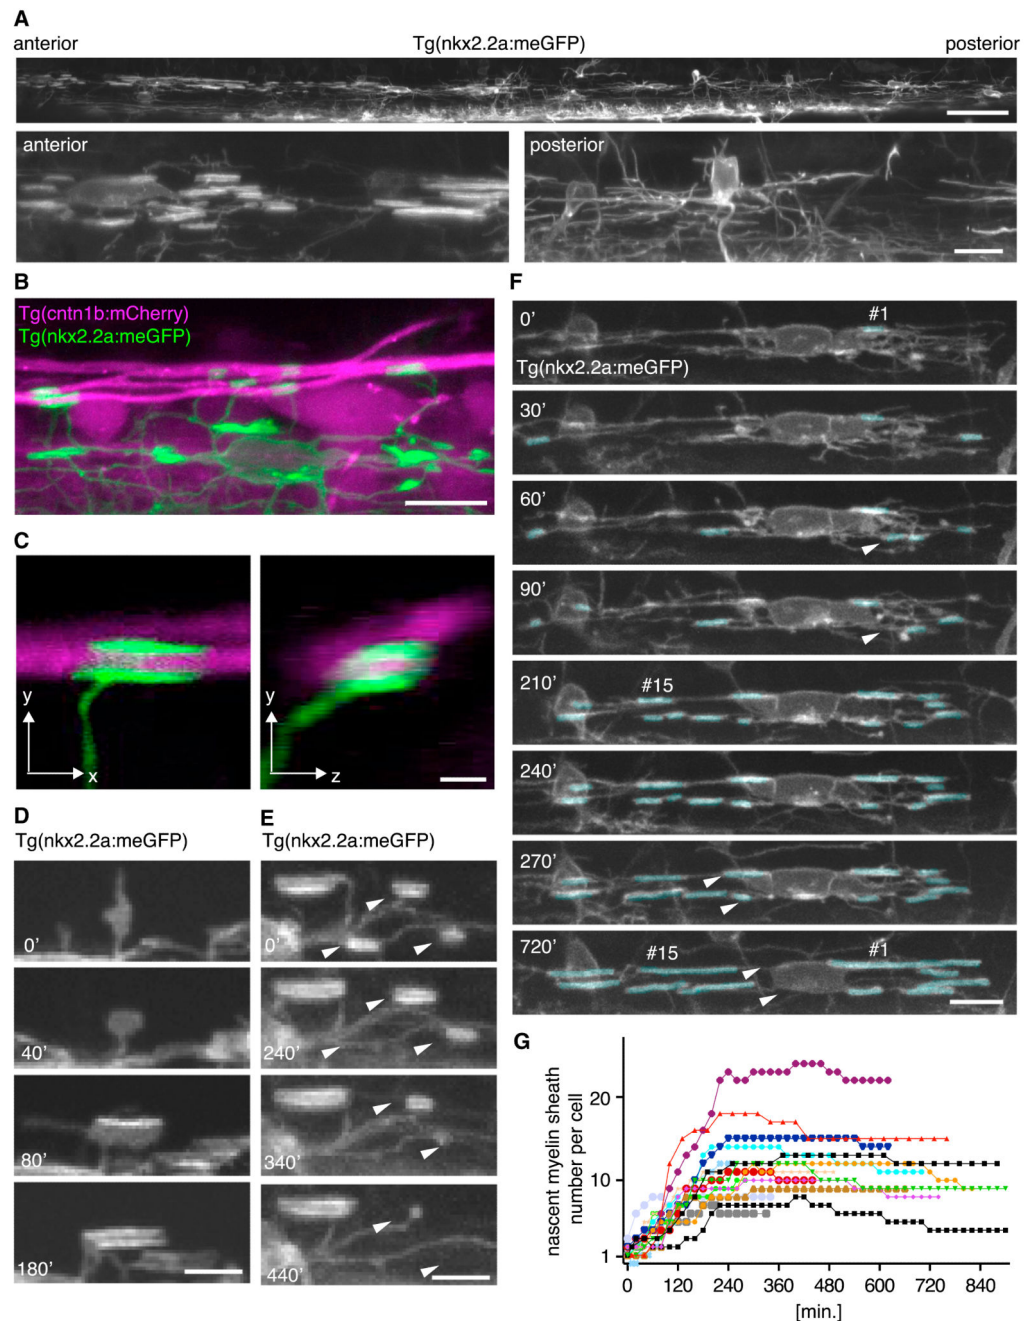 A
anterior Tg(nkx2.2a:meGFP) posterior
anterior
posterior
B
Tg(cntn1b:mCherry)
Tg(nkx2.2a:meGFP)
C
y
x
y
z
D
Tg(nkx2.2a:meGFP)
0'
40'
80'
180'
E
Tg(nkx2.2a:meGFP)
0'
240'
340'
440'
F
0'
#1
Tg(nkx2.2a:meGFP)
30'
60'
90'
210'
#15
240'
270'
720'
#15
#1
G
nascent myelin sheath
number per cell
20
10
1
0 120 240 360 480 600 720 840
[min.]